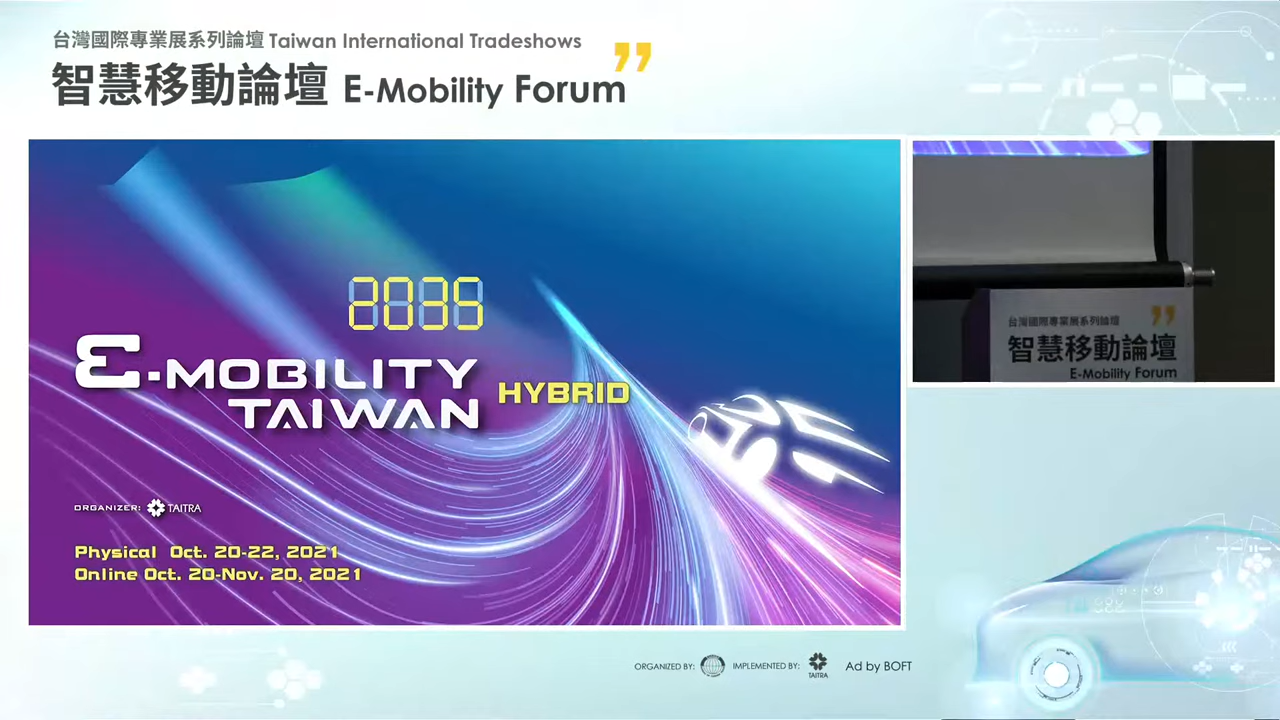 台灣國際專業展系列論壇 Taiwan International Tradeshows
智慧移動論壇 E-Mobility Forum
2035
E-MOBILITY
TAIWAN
HYBRID
ORGANIZER: TAITRA
Physical Oct. 20-22, 2021
Online Oct. 20-Nov. 20, 2021
台灣國際專業展系列論壇
智慧移動論壇
E-Mobility Forum
ORGANIZED BY: IMPLEMENTED BY: TAITRA Ad by BOFT